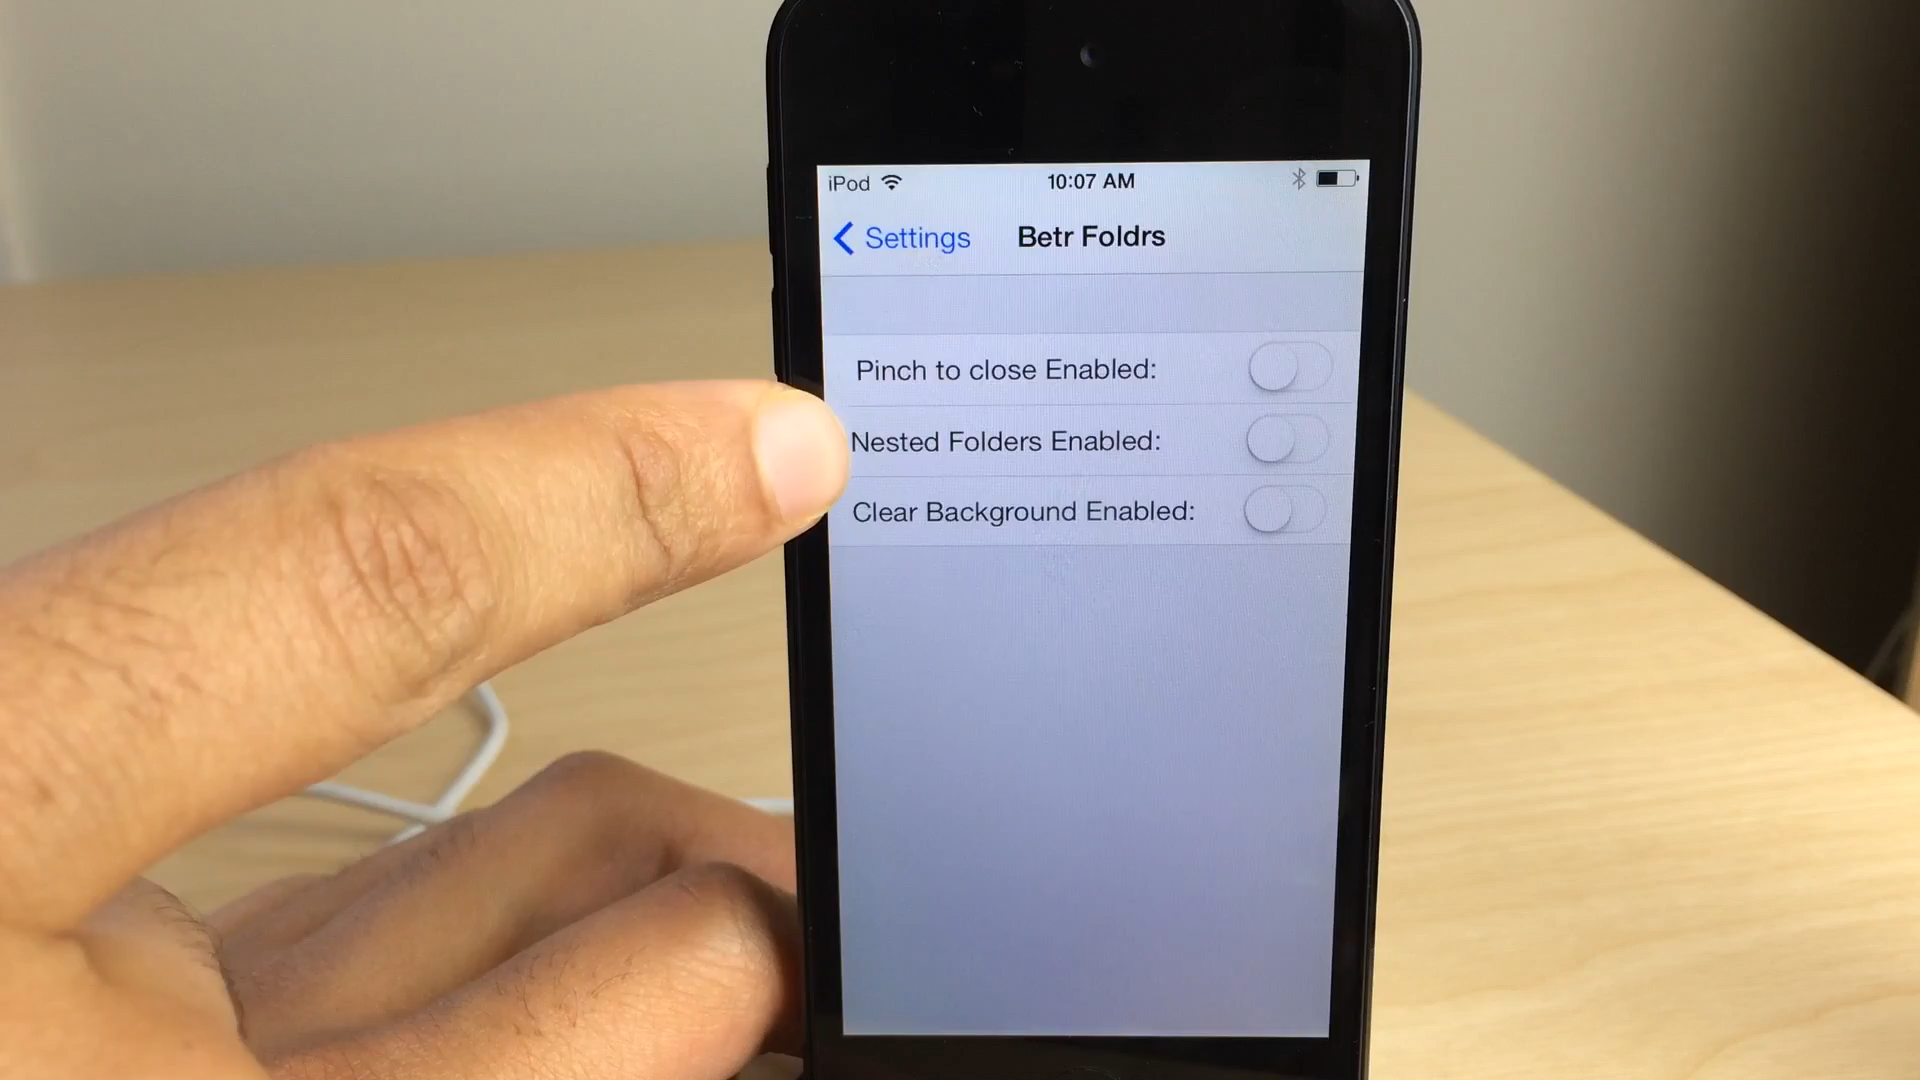 iPod 10:07 AM
Settings Betr Foldrs
Pinch to close Enabled:
Nested Folders Enabled:
Clear Background Enabled: